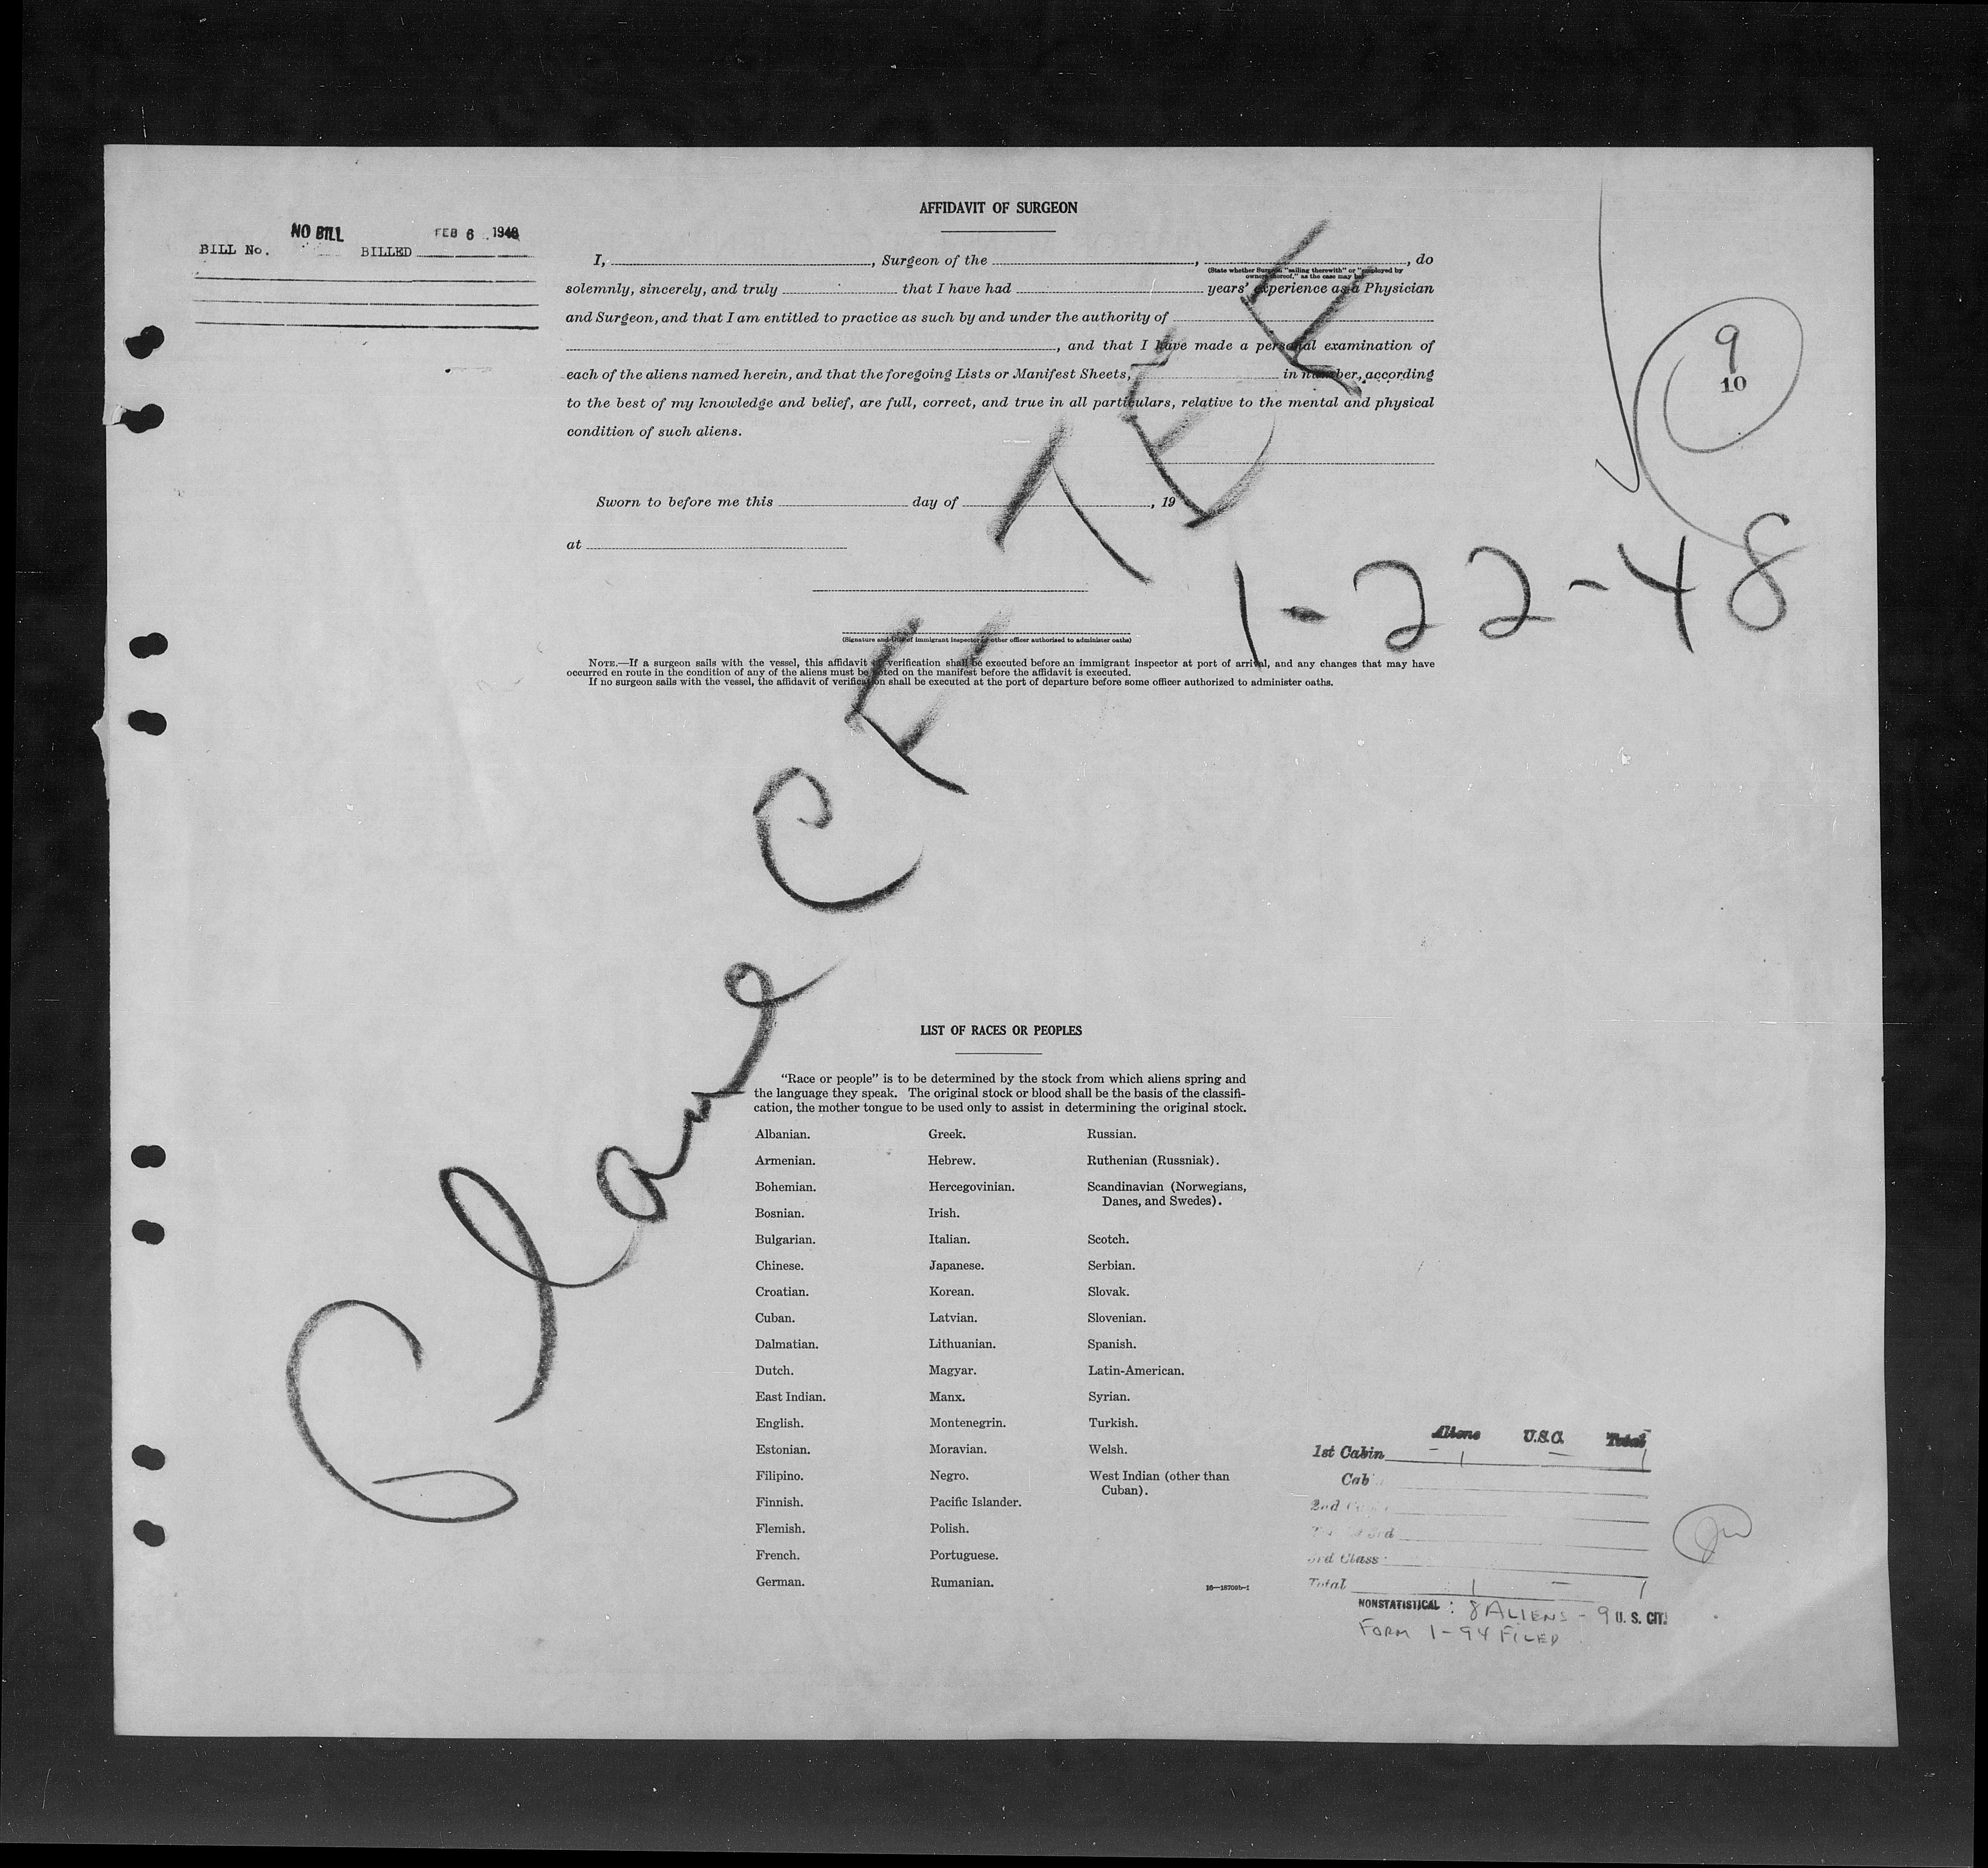 AFFIDAVIT OF SURGEON
BILL No. NO BILL BILLED FEB 6 1948
I, , Surgeon of the , , do
(State whether Surgeon "sailing therewith" or "employed by
owners thereof," as the case may be)
solemnly, sincerely, and truly that I have had years' experience as a Physician
and Surgeon, and that I am entitled to practice as such by and under the authority of
, and that I have made a personal examination of
each of the aliens named herein, and that the foregoing Lists or Manifest Sheets, in number, according
to the best of my knowledge and belief, are full, correct, and true in all particulars, relative to the mental and physical
condition of such aliens.
9
10
Sworn to before me this day of , 19
at
1-22-48
(Signature and title of immigrant inspector or other officer authorized to administer oaths)
NOTE.—If a surgeon sails with the vessel, this affidavit of verification shall be executed before an immigrant inspector at port of arrival, and any changes that may have
occurred en route in the condition of any of the aliens must be noted on the manifest before the affidavit is executed.
If no surgeon sails with the vessel, the affidavit of verification shall be executed at the port of departure before some officer authorized to administer oaths.
Plane CF-TEE
LIST OF RACES OR PEOPLES
"Race or people" is to be determined by the stock from which aliens spring and
the language they speak. The original stock or blood shall be the basis of the classifi-
cation, the mother tongue to be used only to assist in determining the original stock.
Albanian. Greek. Russian.
Armenian. Hebrew. Ruthenian (Russniak).
Bohemian. Hercegovinian. Scandinavian (Norwegians,
Danes, and Swedes).
Bosnian. Irish.
Bulgarian. Italian. Scotch.
Chinese. Japanese. Serbian.
Croatian. Korean. Slovak.
Cuban. Latvian. Slovenian.
Dalmatian. Lithuanian. Spanish.
Dutch. Magyar. Latin-American.
East Indian. Manx. Syrian.
English. Montenegrin. Turkish.
Estonian. Moravian. Welsh.
Filipino. Negro. West Indian (other than
Cuban).
Finnish. Pacific Islander.
Flemish. Polish.
French. Portuguese.
German. Rumanian.
16—18709b-1
Aliens U.S.C. Total
1st Cabin - 1 - 1
Cab
2nd
3rd
3rd Class
Total 1 - 1
NONSTATISTICAL : 8 ALIENS - 9 U. S. CIT.
FORM 1-94 FILED